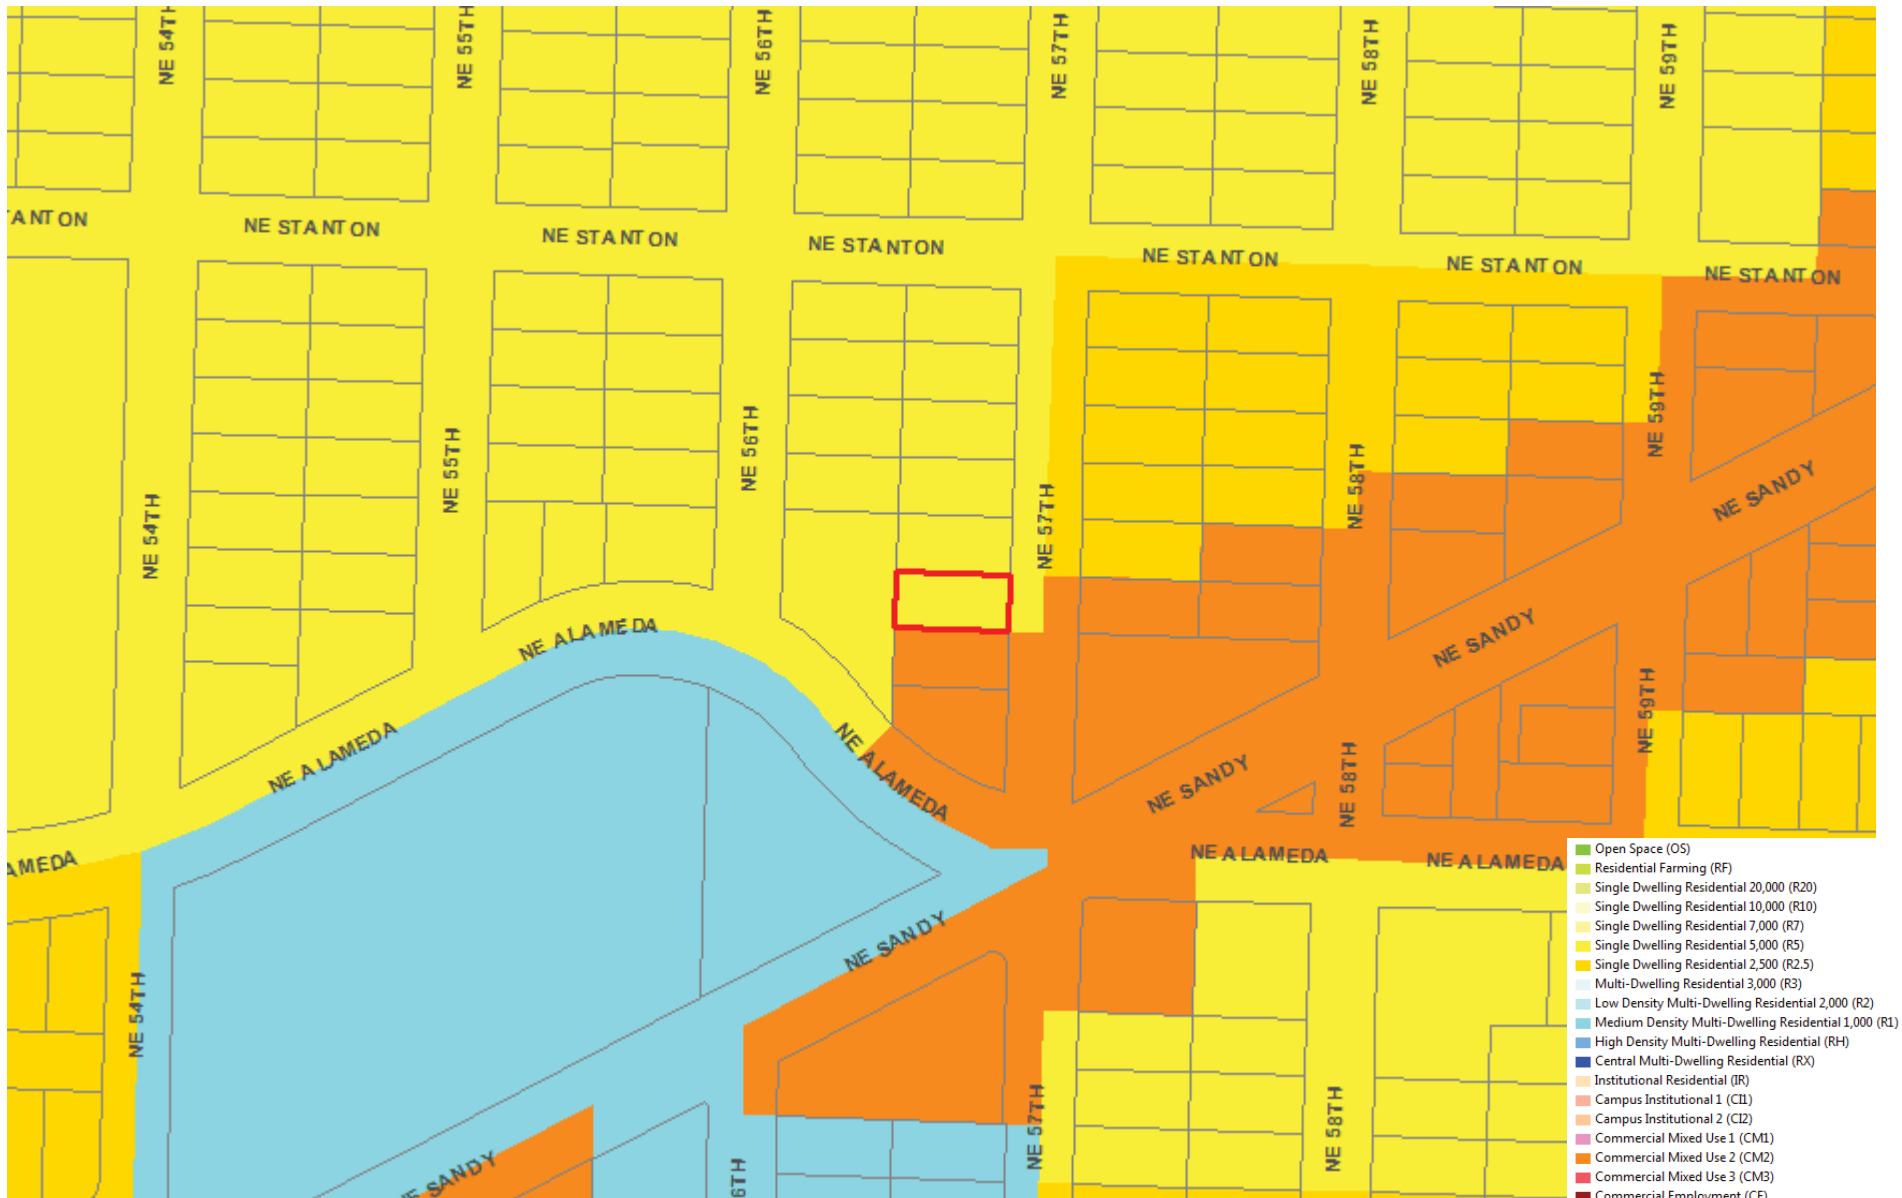 NE 54TH
NE 55TH
NE 56TH
NE 57TH
NE 58TH
NE 59TH
TANTON
NE STANTON
NE STANTON
NE STANTON
NE STANTON
NE STANTON
NE STANTON
NE 54TH
NE 55TH
NE 56TH
NE 57TH
NE 58TH
NE 59TH
NE SANDY
NE ALAMEDA
NE SANDY
NE ALAMEDA
NE ALAMEDA
NE SANDY
NE 58TH
NE 59TH
AMEDA
NE ALAMEDA
NE ALAMEDA
NE SANDY
NE 54TH
NE 57TH
NE 58TH
NE SANDY
6TH
Open Space (OS)
Residential Farming (RF)
Single Dwelling Residential 20,000 (R20)
Single Dwelling Residential 10,000 (R10)
Single Dwelling Residential 7,000 (R7)
Single Dwelling Residential 5,000 (R5)
Single Dwelling Residential 2,500 (R2.5)
Multi-Dwelling Residential 3,000 (R3)
Low Density Multi-Dwelling Residential 2,000 (R2)
Medium Density Multi-Dwelling Residential 1,000 (R1)
High Density Multi-Dwelling Residential (RH)
Central Multi-Dwelling Residential (RX)
Institutional Residential (IR)
Campus Institutional 1 (CI1)
Campus Institutional 2 (CI2)
Commercial Mixed Use 1 (CM1)
Commercial Mixed Use 2 (CM2)
Commercial Mixed Use 3 (CM3)
Commercial Employment (CE)